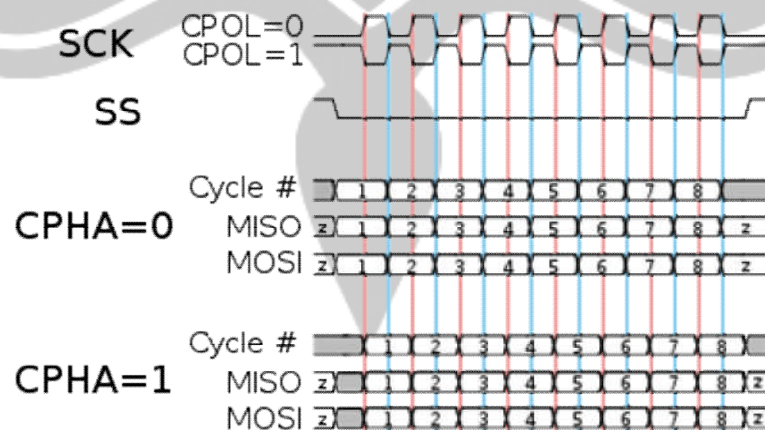 SCK CPOL=0
CPOL=1
SS
Cycle # 1 2 3 4 5 6 7 8
CPHA=0 MISO z 1 2 3 4 5 6 7 8 z
MOSI z 1 2 3 4 5 6 7 8 z
Cycle # 1 2 3 4 5 6 7 8
CPHA=1 MISO z 1 2 3 4 5 6 7 8 z
MOSI z 1 2 3 4 5 6 7 8 z